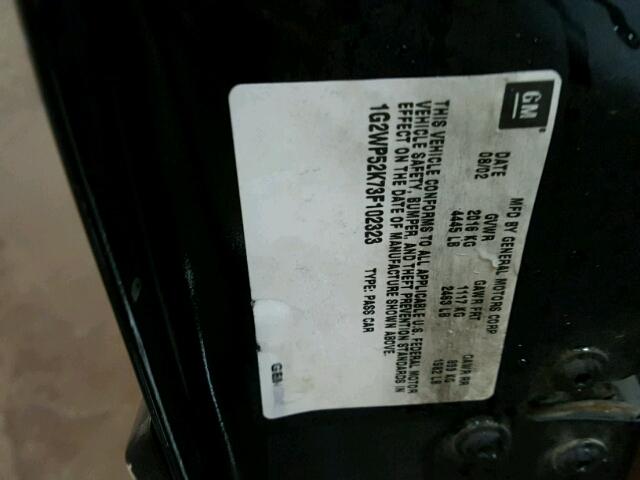 GM
MFD BY GENERAL MOTORS CORP
DATE GVWR GAWR FRT GAWR RR
08/02 2016 KG 1117 KG 899 KG
4445 LB 2463 LB 1982 LB
THIS VEHICLE CONFORMS TO ALL APPLICABLE U.S. FEDERAL MOTOR
VEHICLE SAFETY, BUMPER, AND THEFT PREVENTION STANDARDS IN
EFFECT ON THE DATE OF MANUFACTURE SHOWN ABOVE.
1G2WP52K73F102323 TYPE: PASS CAR